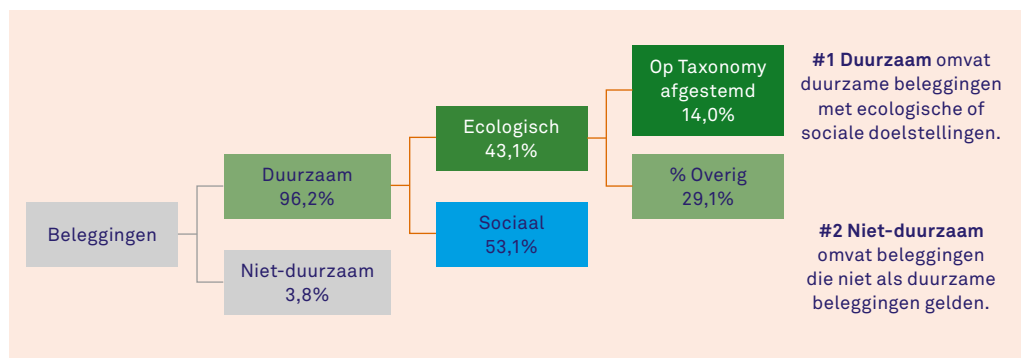 Beleggingen
Duurzaam
96,2%
Niet-duurzaam
3,8%
Ecologisch
43,1%
Sociaal
53,1%
Op Taxonomy
afgestemd
14,0%
% Overig
29,1%
#1 Duurzaam omvat
duurzame beleggingen
met ecologische of
sociale doelstellingen.
#2 Niet-duurzaam
omvat beleggingen
die niet als duurzame
beleggingen gelden.